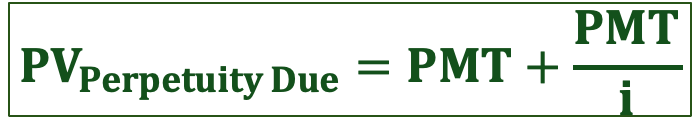 PV_Perpetuity Due = PMT + PMT/i